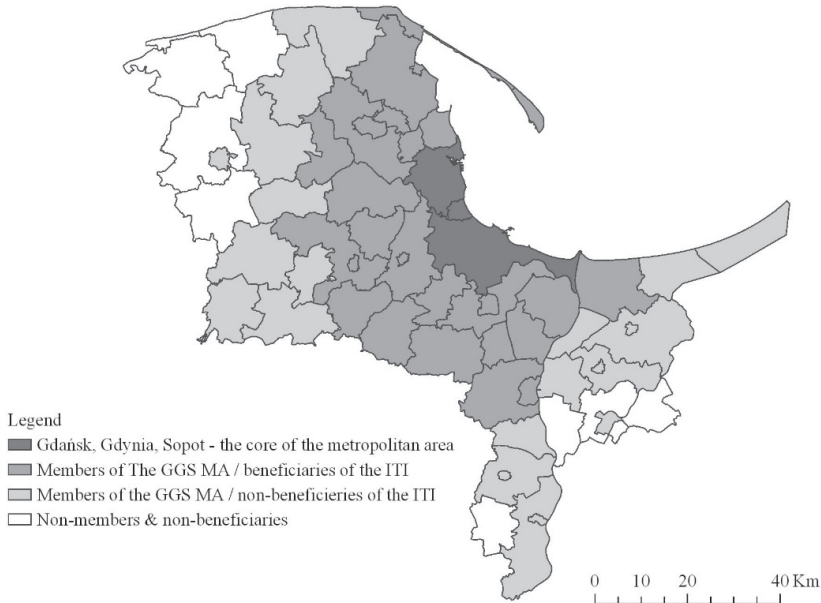 Legend
Gdańsk, Gdynia, Sopot - the core of the metropolitan area
Members of The GGS MA / beneficiaries of the ITI
Members of the GGS MA / non-beneficieries of the ITI
Non-members & non-beneficiaries
0 10 20 40 Km